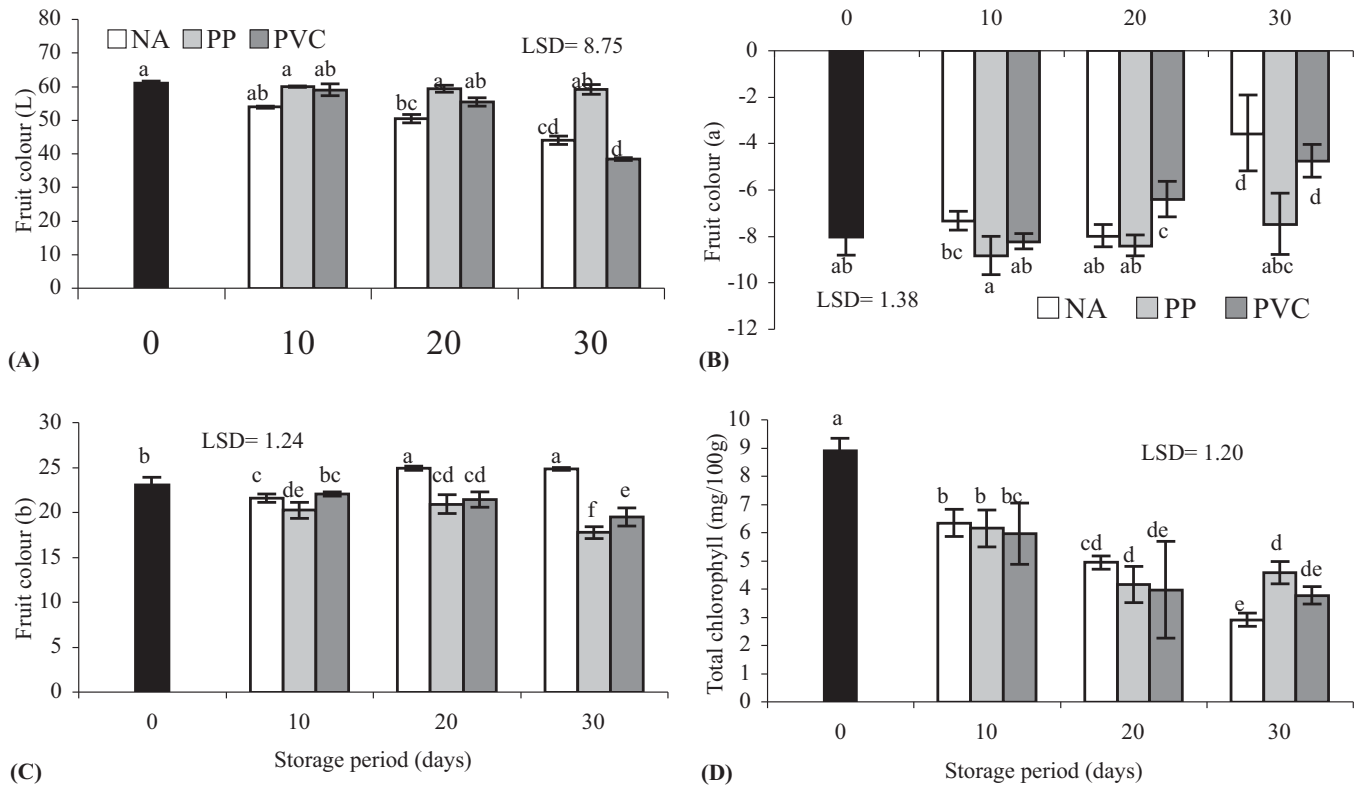 Fruit colour (L)
80
70
60
50
40
30
20
10
0
NA PP PVC
LSD= 8.75
a
ab a ab
bc a ab
cd ab d
0 10 20 30
(A)
0 10 20 30
Fruit colour (a)
0
-2
-4
-6
-8
-10
-12
ab
bc a ab
ab ab c
d abc d
LSD= 1.38
NA PP PVC
(B)
Fruit colour (b)
30
25
20
15
10
5
0
LSD= 1.24
b
c de bc
a cd cd
a f e
0 10 20 30
Storage period (days)
(C)
Total chlorophyll (mg/100g)
10
9
8
7
6
5
4
3
2
1
0
LSD= 1.20
a
b b bc
cd d de
e d de
0 10 20 30
Storage period (days)
(D)